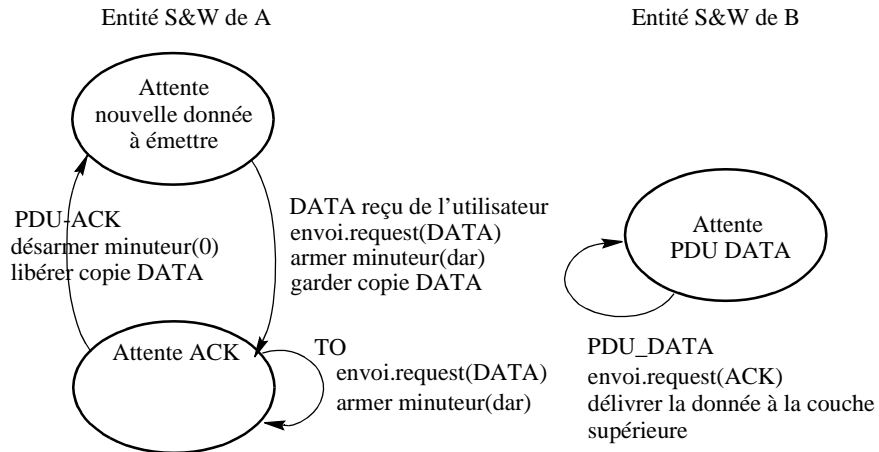 Entité S&W de A
Entité S&W de B
Attente
nouvelle donnée
à émettre
PDU-ACK
désarmer minuteur(0)
libérer copie DATA
DATA reçu de l’utilisateur
envoi.request(DATA)
armer minuteur(dar)
garder copie DATA
Attente
PDU DATA
Attente ACK
TO
envoi.request(DATA)
armer minuteur(dar)
PDU_DATA
envoi.request(ACK)
délivrer la donnée à la couche
supérieure